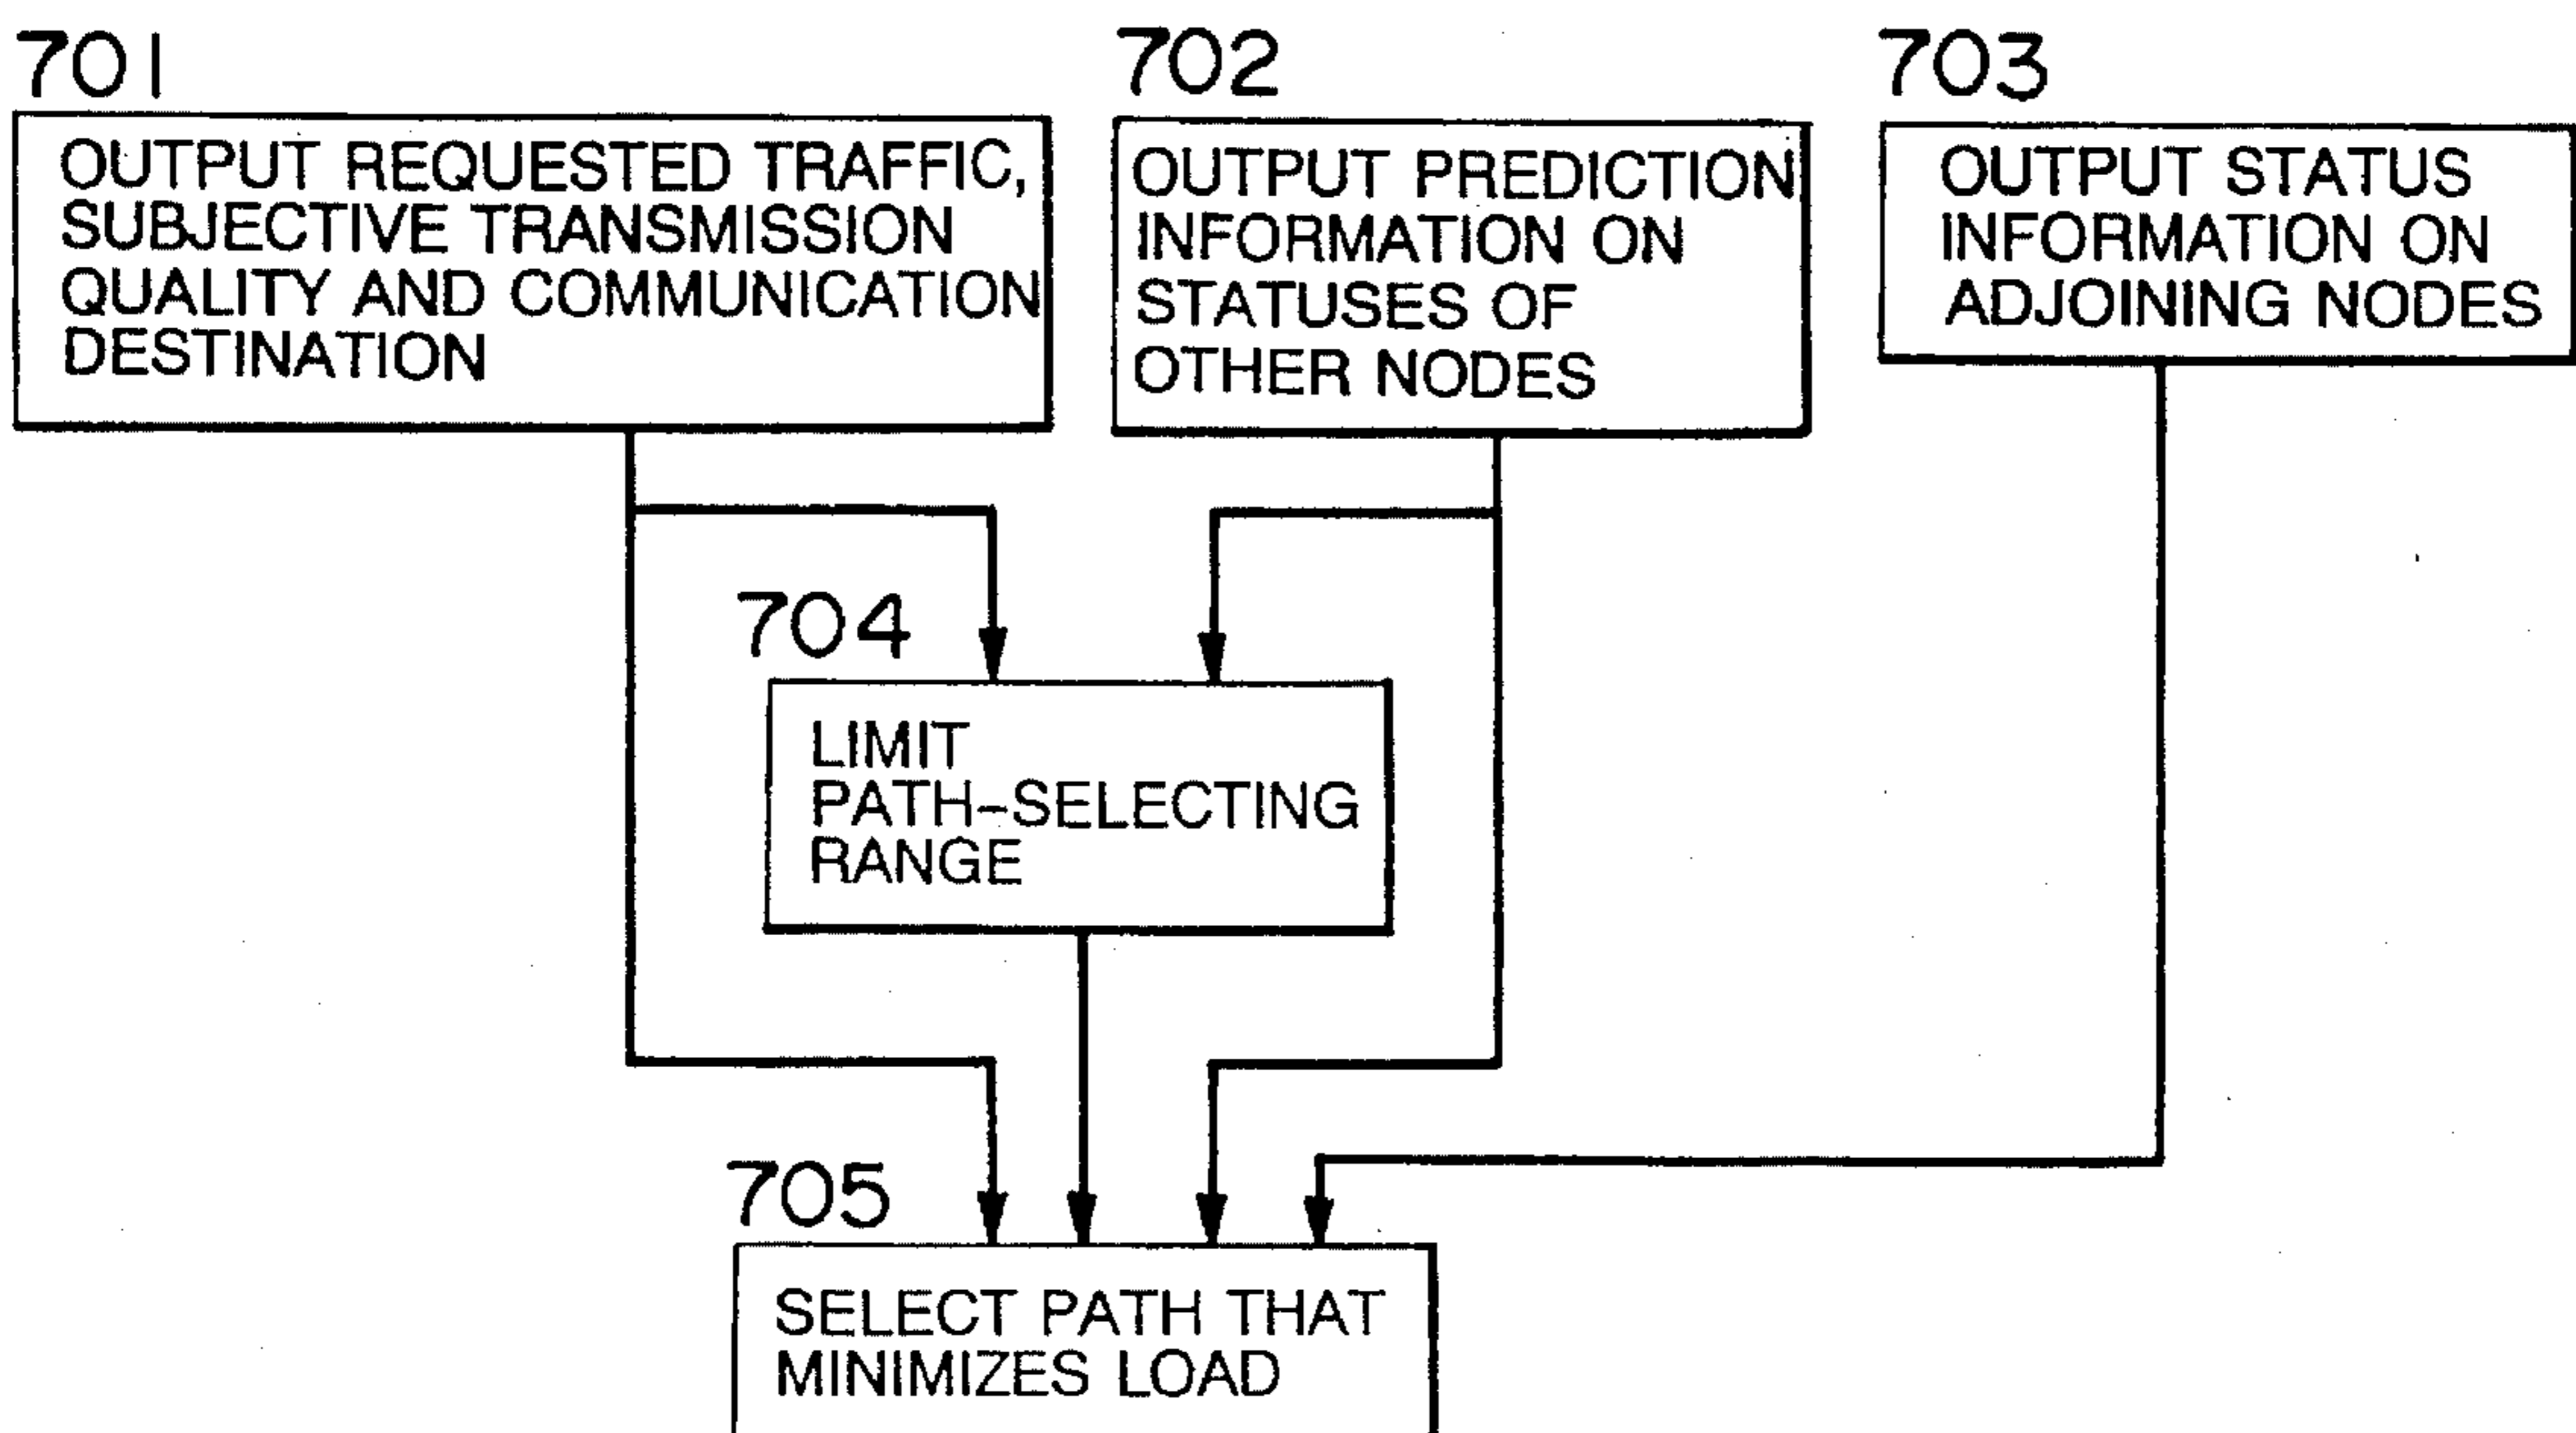 701
OUTPUT REQUESTED TRAFFIC,
SUBJECTIVE TRANSMISSION
QUALITY AND COMMUNICATION
DESTINATION
702
OUTPUT PREDICTION
INFORMATION ON
STATUSES OF
OTHER NODES
703
OUTPUT STATUS
INFORMATION ON
ADJOINING NODES
704
LIMIT
PATH-SELECTING
RANGE
705
SELECT PATH THAT
MINIMIZES LOAD